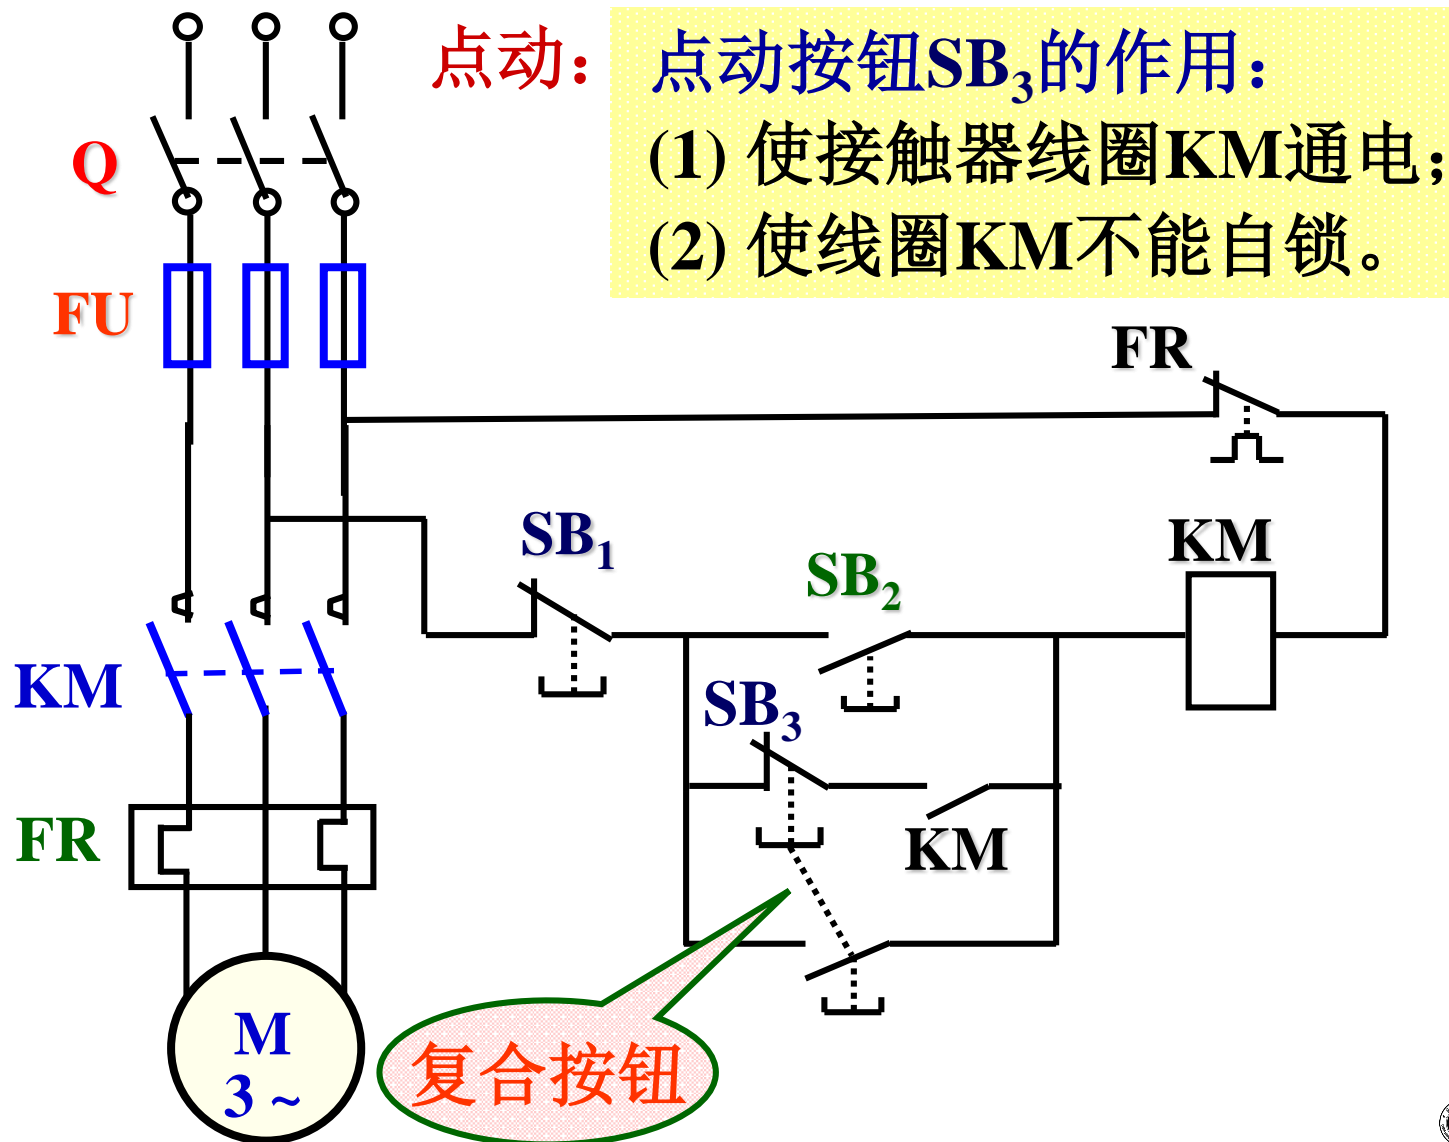 点动：
点动按钮SB₃的作用：
(1) 使接触器线圈KM通电；
(2) 使线圈KM不能自锁。
Q
FU
FR
SB₁
SB₂
KM
KM
SB₃
FR
KM
M
3 ~
复合按钮